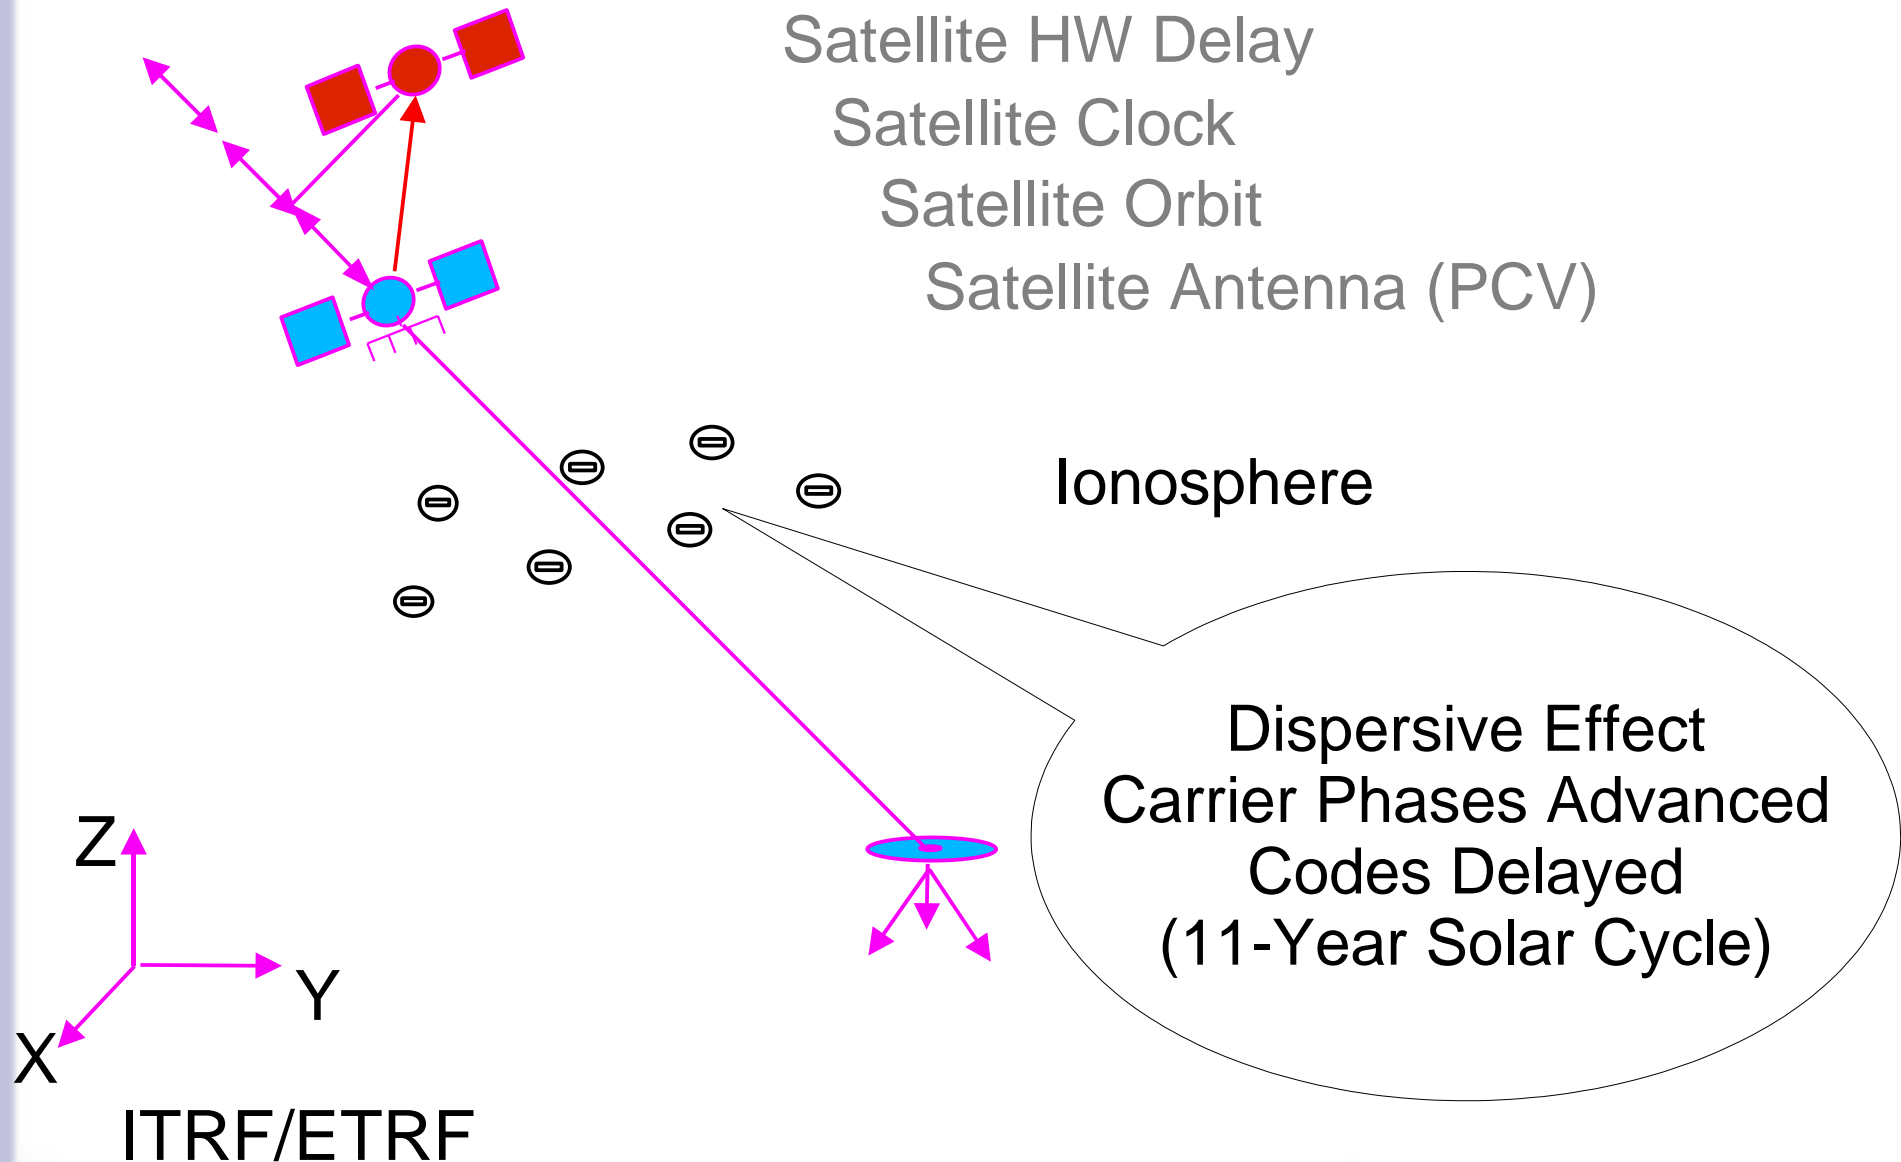 Satellite HW Delay
Satellite Clock
Satellite Orbit
Satellite Antenna (PCV)
Ionosphere
Dispersive Effect
Carrier Phases Advanced
Codes Delayed
(11-Year Solar Cycle)
Z
Y
X
ITRF/ETRF